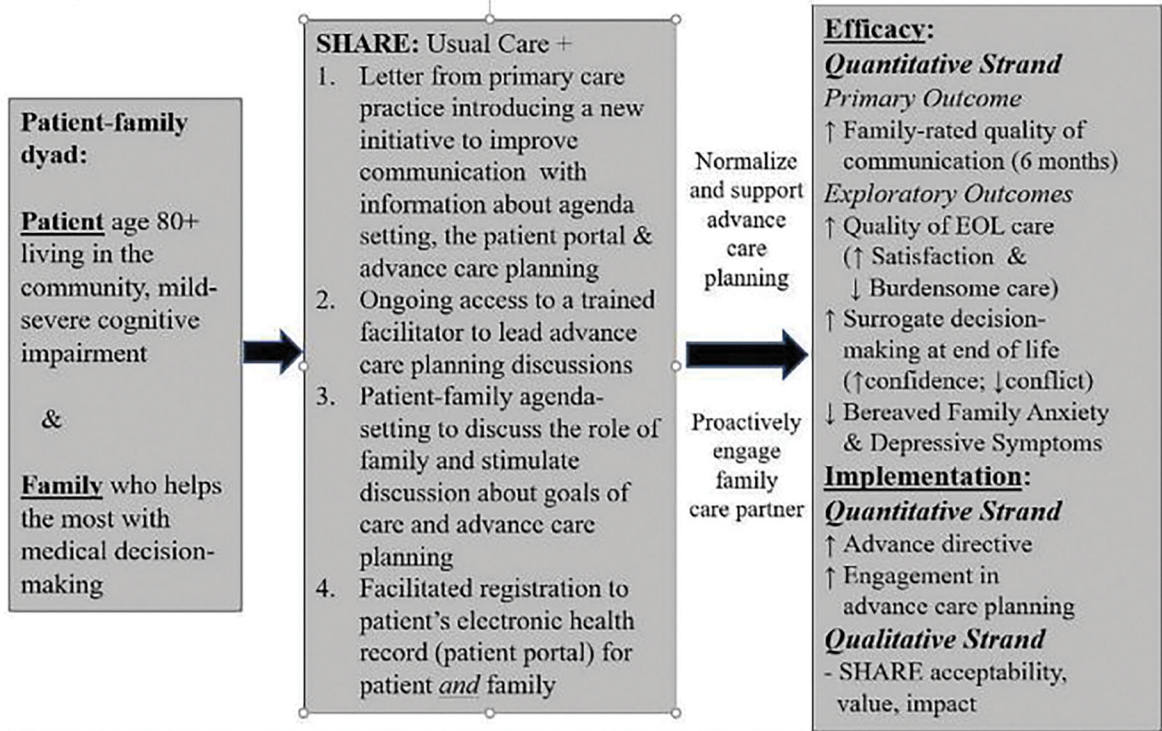 Patient-family
dyad:
Patient age 80+
living in the
community, mild-
severe cognitive
impairment
&
Family who helps
the most with
medical decision-
making
SHARE: Usual Care +
1. Letter from primary care
practice introducing a new
initiative to improve
communication with
information about agenda
setting, the patient portal &
advance care planning
2. Ongoing access to a trained
facilitator to lead advance
care planning discussions
3. Patient-family agenda-
setting to discuss the role of
family and stimulate
discussion about goals of
care and advance care
planning
4. Facilitated registration to
patient's electronic health
record (patient portal) for
patient and family
Normalize
and support
advance
care
planning
Proactively
engage
family
care partner
Efficacy:
Quantitative Strand
Primary Outcome
↑ Family-rated quality of
communication (6 months)
Exploratory Outcomes
↑ Quality of EOL care
(↑ Satisfaction &
↓ Burdensome care)
↑ Surrogate decision-
making at end of life
(↑confidence; ↓conflict)
↓ Bereaved Family Anxiety
& Depressive Symptoms
Implementation:
Quantitative Strand
↑ Advance directive
↑ Engagement in
advance care planning
Qualitative Strand
- SHARE acceptability,
value, impact